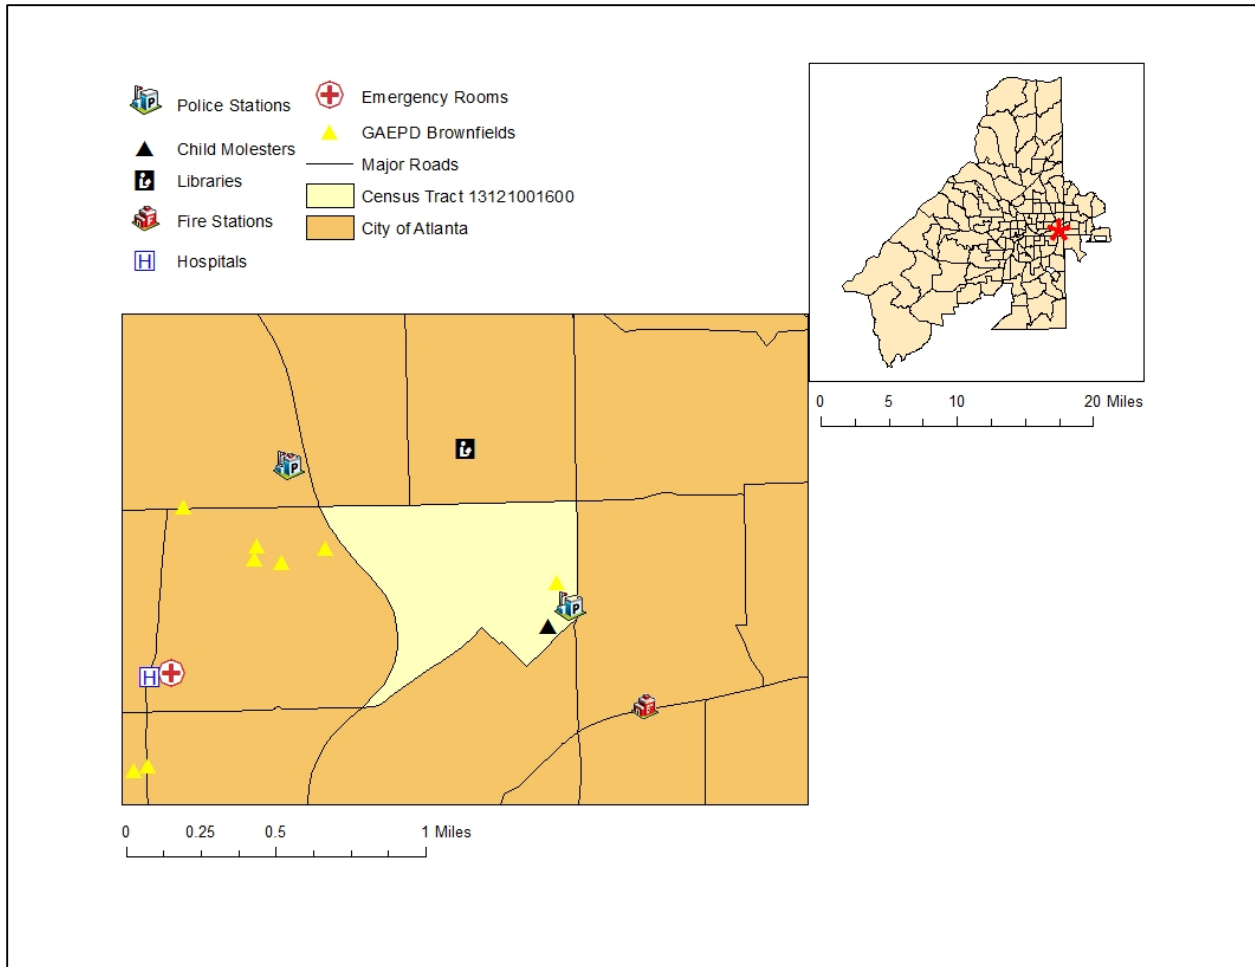 Police Stations
Child Molesters
Libraries
Fire Stations
H Hospitals
Emergency Rooms
GAEPD Brownfields
Major Roads
Census Tract 13121001600
City of Atlanta
0 5 10 20 Miles
P
P
H
F
0 0.25 0.5 1 Miles